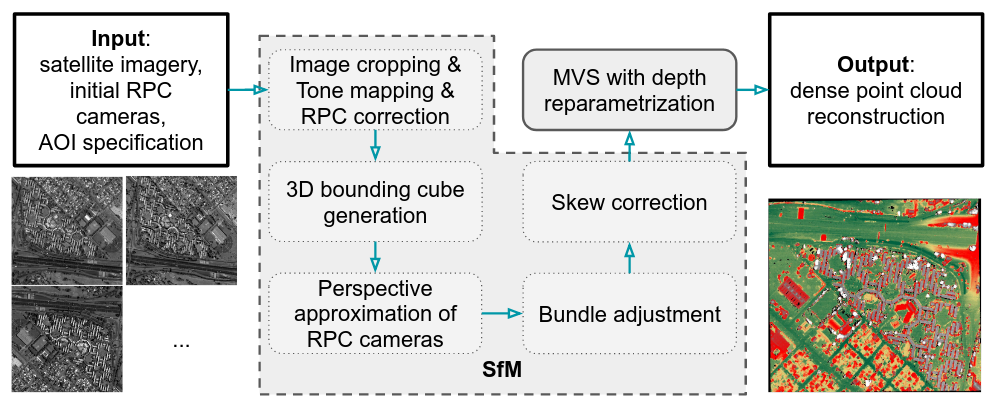 Input:
satellite imagery,
initial RPC
cameras,
AOI specification
...
Image cropping &
Tone mapping &
RPC correction
3D bounding cube
generation
Perspective
approximation of
RPC cameras
Bundle adjustment
Skew correction
SfM
MVS with depth
reparametrization
Output:
dense point cloud
reconstruction